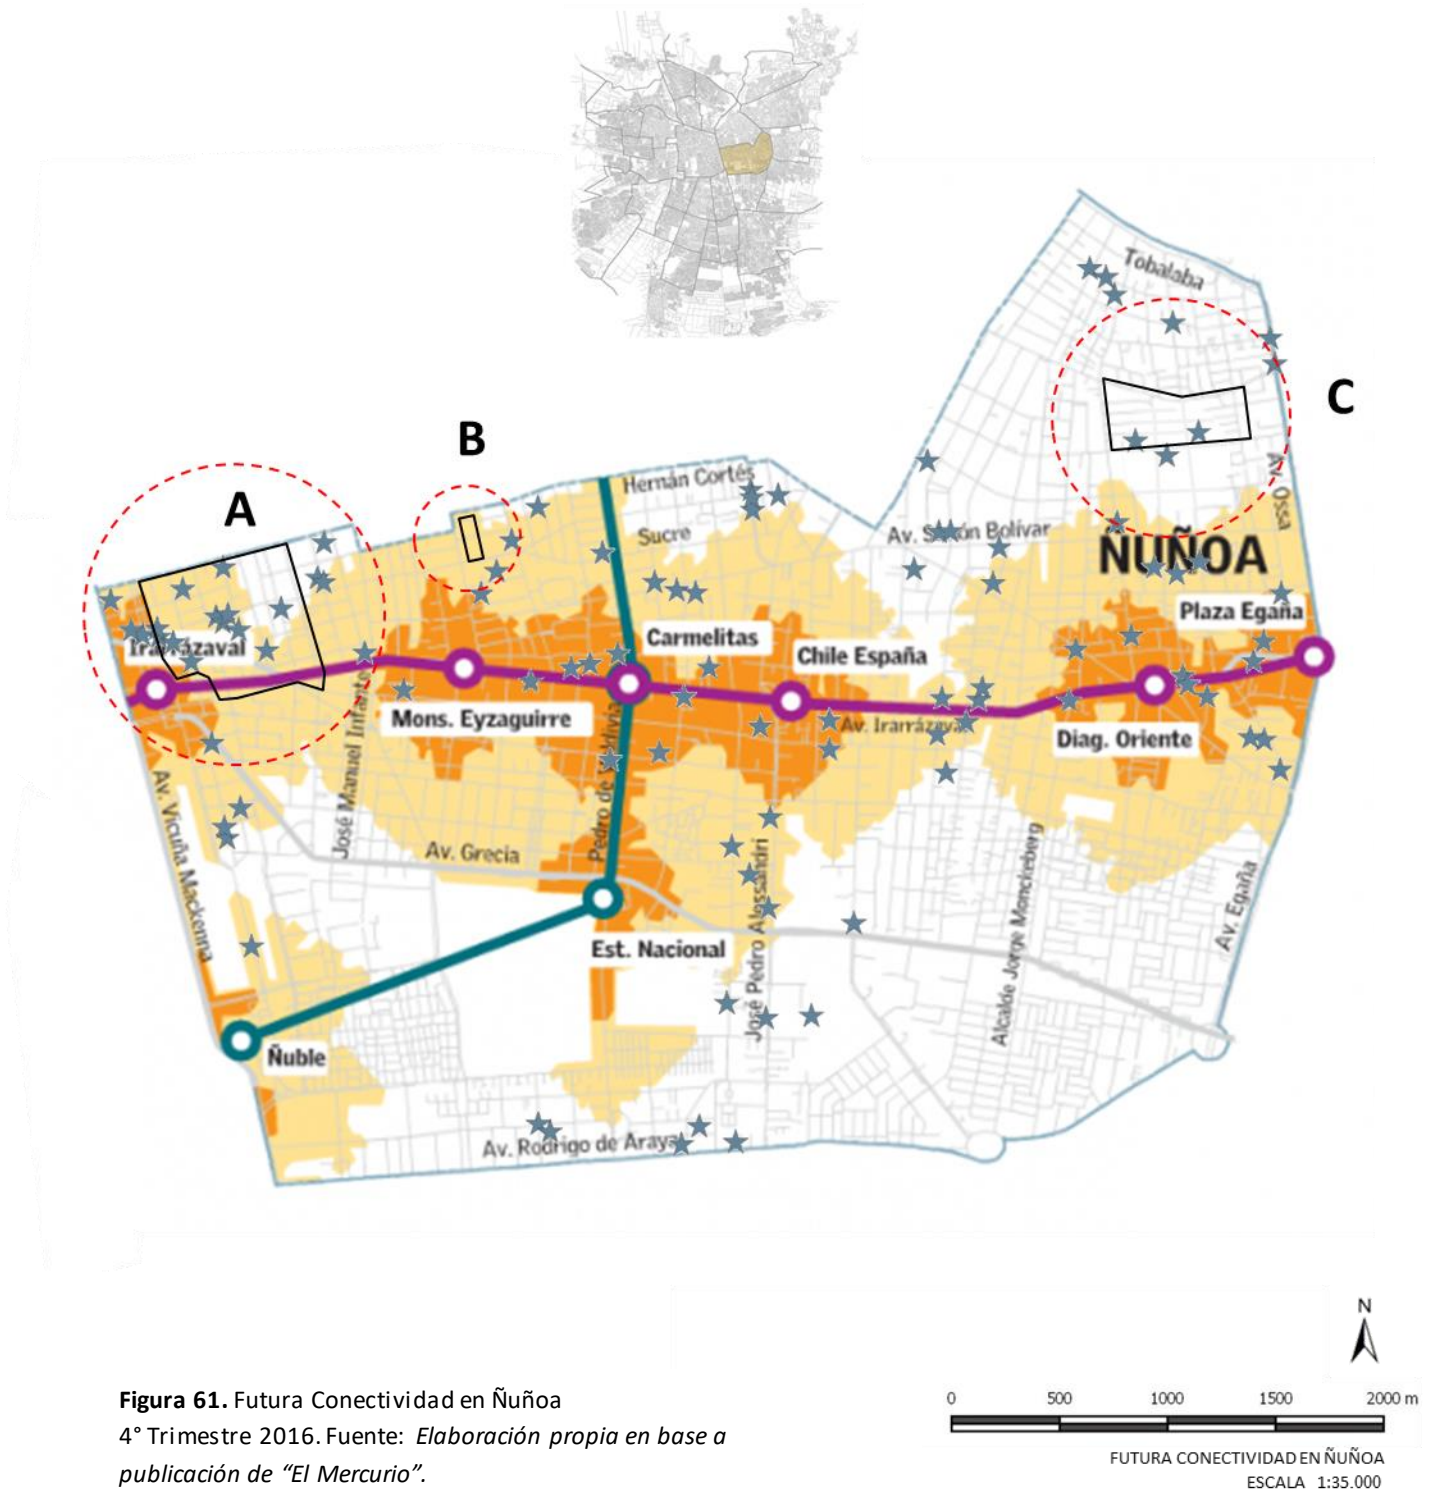 Tobalaba
C
B
Hernán Cortés
A
Sucre
Av. Simón Bolívar
Av. Ossa
ÑUÑOA
Plaza Egaña
Irarrázaval
Carmelitas
Chile España
Mons. Eyzaguirre
Av. Irarrázaval
Diag. Oriente
José Manuel Infante
Pedro de Valdivia
Av. Vicuña Mackenna
Av. Grecia
José Pedro Alessandri
Alcalde Jorge Monckeberg
Av. Egaña
Est. Nacional
Ñuble
Av. Rodrigo de Araya
N
Figura 61. Futura Conectividad en Ñuñoa
4° Trimestre 2016. Fuente: Elaboración propia en base a
publicación de “El Mercurio”.
0 500 1000 1500 2000 m
FUTURA CONECTIVIDAD EN ÑUÑOA
ESCALA 1:35.000